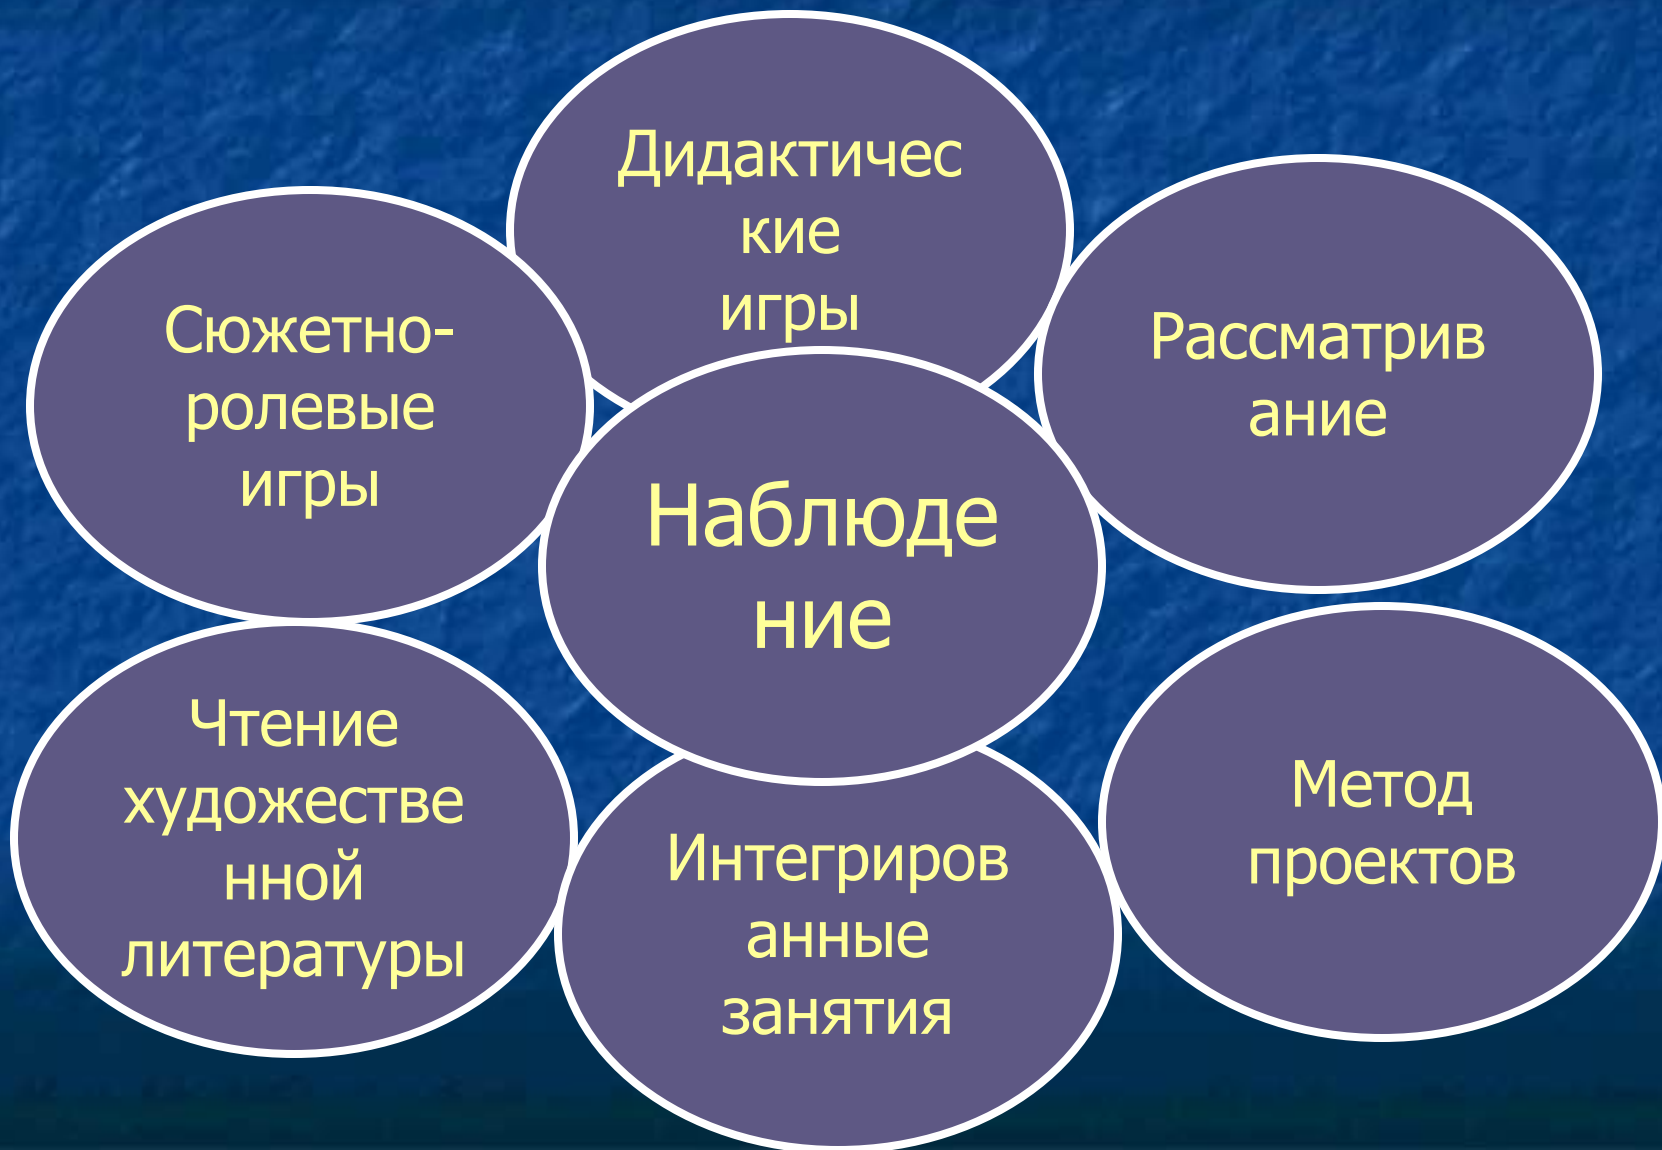 Дидактичес
кие
игры
Сюжетно-
ролевые
игры
Рассматрив
ание
Наблюде
ние
Чтение
художестве
нной
литературы
Интегриров
анные
занятия
Метод
проектов